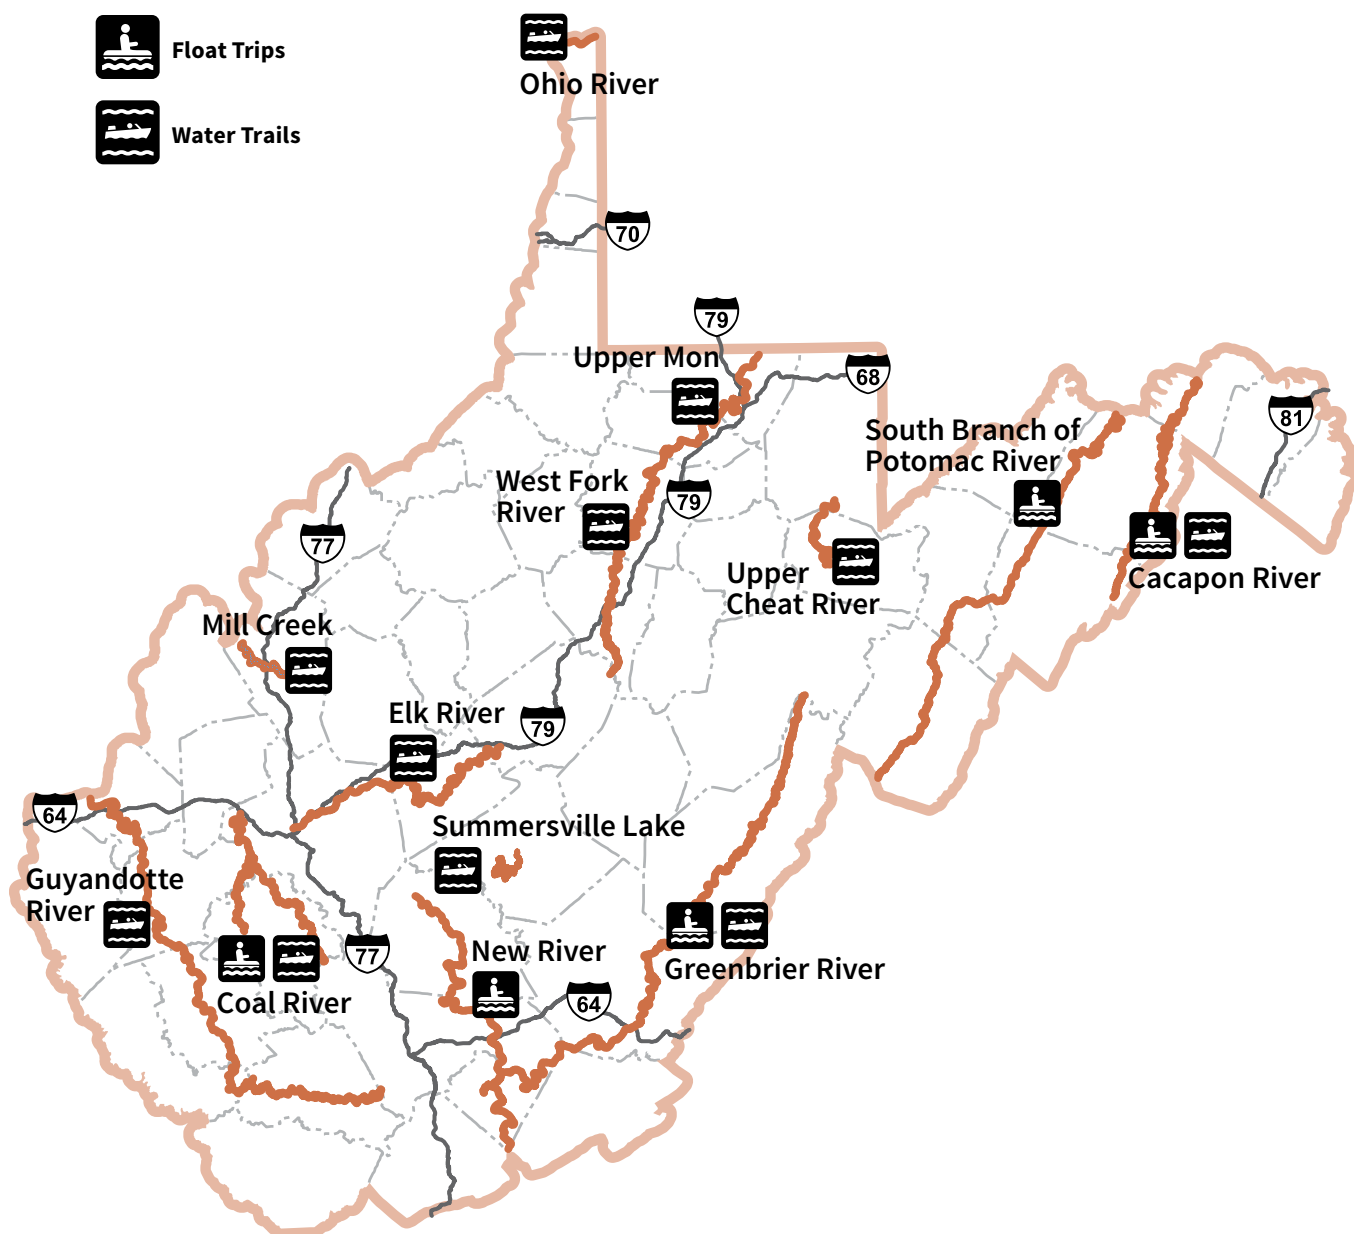 Float Trips
Water Trails
Ohio River
70
79
Upper Mon
68
81
South Branch of
Potomac River
West Fork
River
79
77
Upper
Cheat River
Cacapon River
Mill Creek
Elk River
79
64
Summersville Lake
Guyandotte
River
77
New River
Greenbrier River
64
Coal River